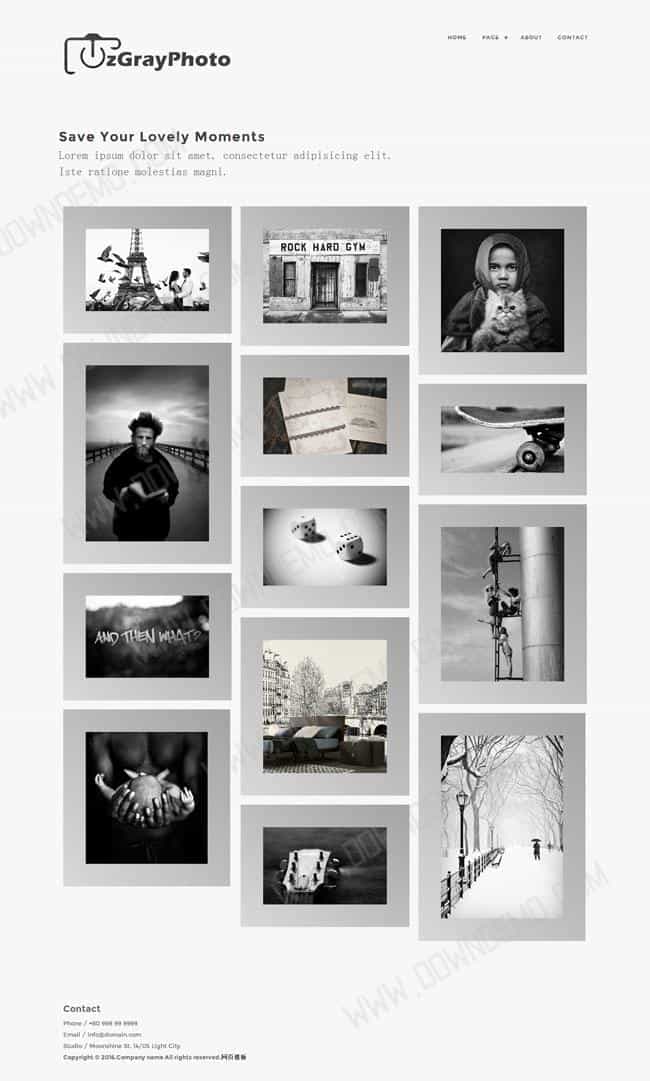 zGrayPhoto
HOME PAGE + ABOUT CONTACT
Save Your Lovely Moments
Lorem ipsum dolor sit amet, consectetur adipisicing elit.
Iste ratione molestias magni.
ROCK HARD GYM
AND THEN WHAT?
Contact
Phone / +80 999 99 9999
Email / info@domain.com
Studio / Moonshine St. 14/05 Light City
Copyright © 2016.Company name All rights reserved.网页模板
WWW.DOWNDEMO.COM